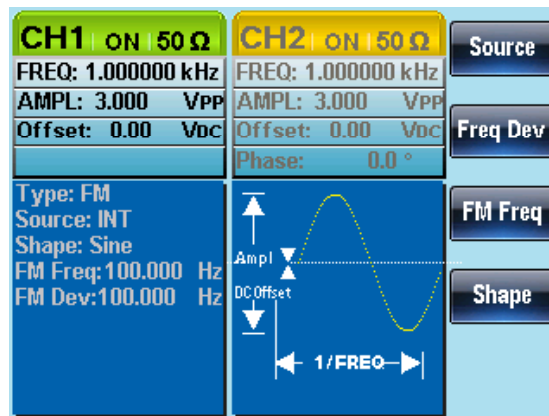 CH1 ON 50 Ω
FREQ: 1.000000 kHz
AMPL: 3.000 VPP
Offset: 0.00 VDC
Type: FM
Source: INT
Shape: Sine
FM Freq:100.000 Hz
FM Dev:100.000 Hz
CH2 ON 50 Ω
FREQ: 1.000000 kHz
AMPL: 3.000 VPP
Offset: 0.00 VDC
Phase: 0.0 °
Ampl
DC Offset
1/FREQ
Source
Freq Dev
FM Freq
Shape